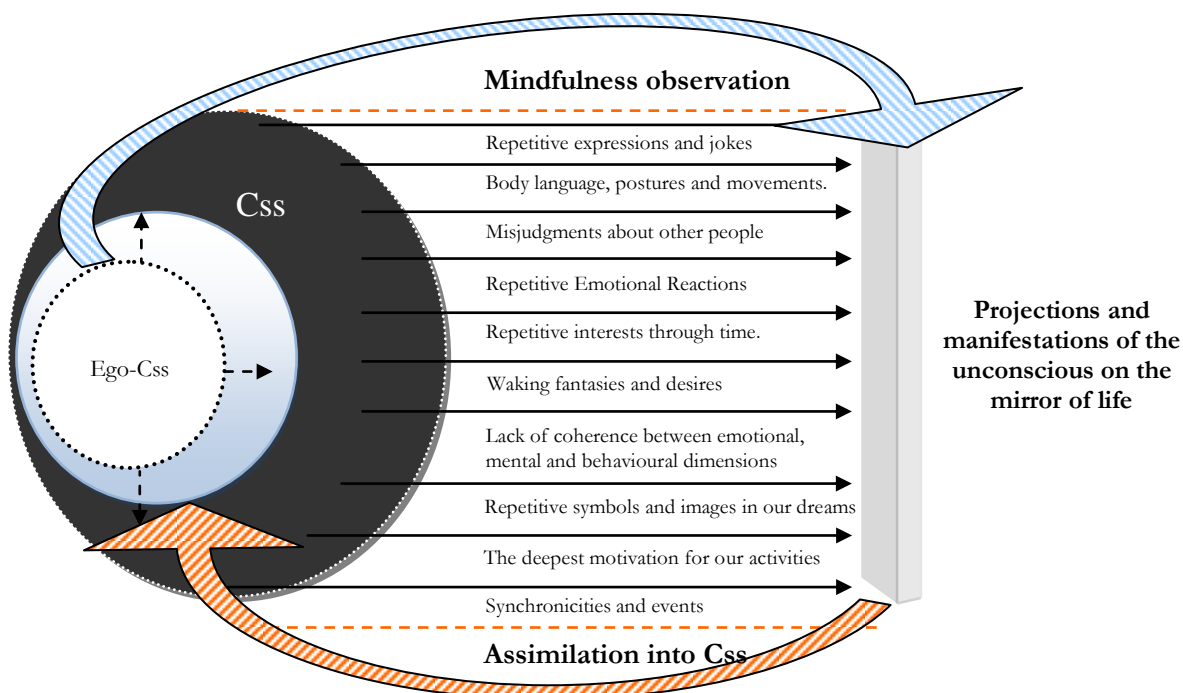 Mindfulness observation
Repetitive expressions and jokes
Body language, postures and movements.
Css
Misjudgments about other people
Repetitive Emotional Reactions
Repetitive interests through time.
Ego-Css
Waking fantasies and desires
Lack of coherence between emotional,
mental and behavioural dimensions
Repetitive symbols and images in our dreams
The deepest motivation for our activities
Synchronicities and events
Assimilation into Css
Projections and
manifestations of the
unconscious on the
mirror of life